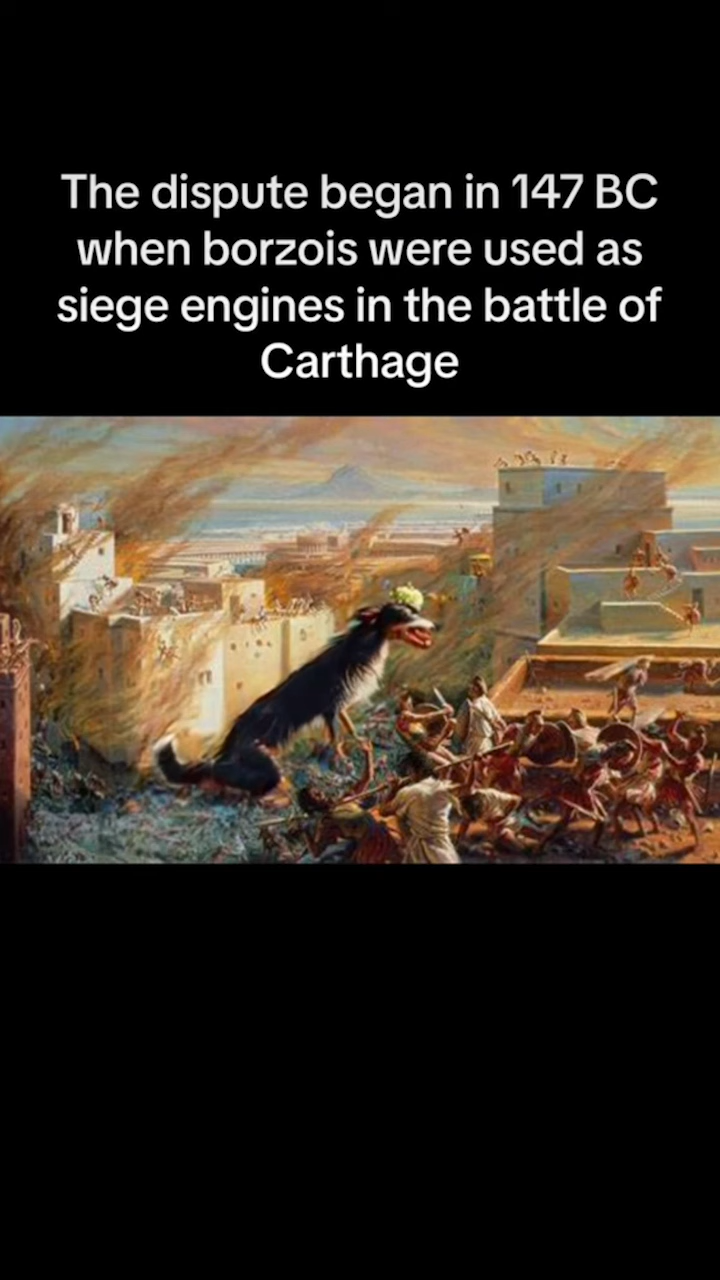 The dispute began in 147 BC
when borzois were used as
siege engines in the battle of
Carthage